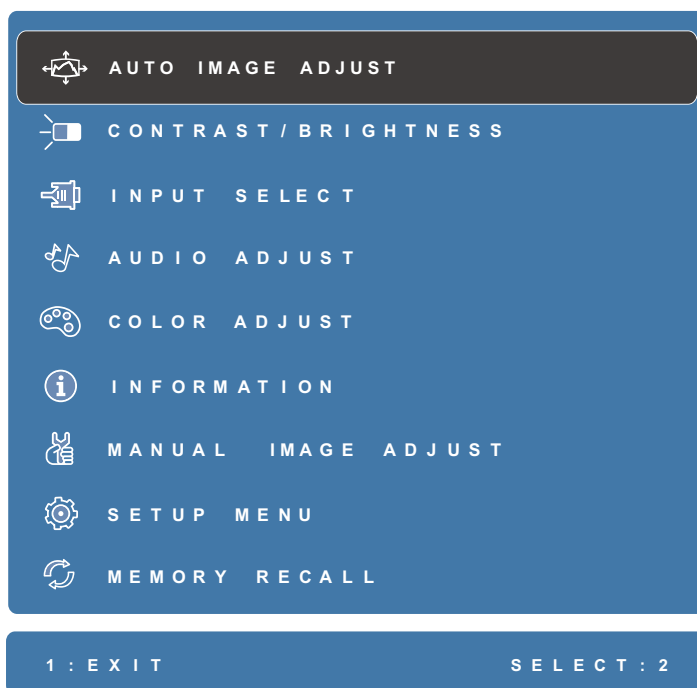 AUTO IMAGE ADJUST
CONTRAST/BRIGHTNESS
INPUT SELECT
AUDIO ADJUST
COLOR ADJUST
INFORMATION
MANUAL IMAGE ADJUST
SETUP MENU
MEMORY RECALL
1:EXIT SELECT:2